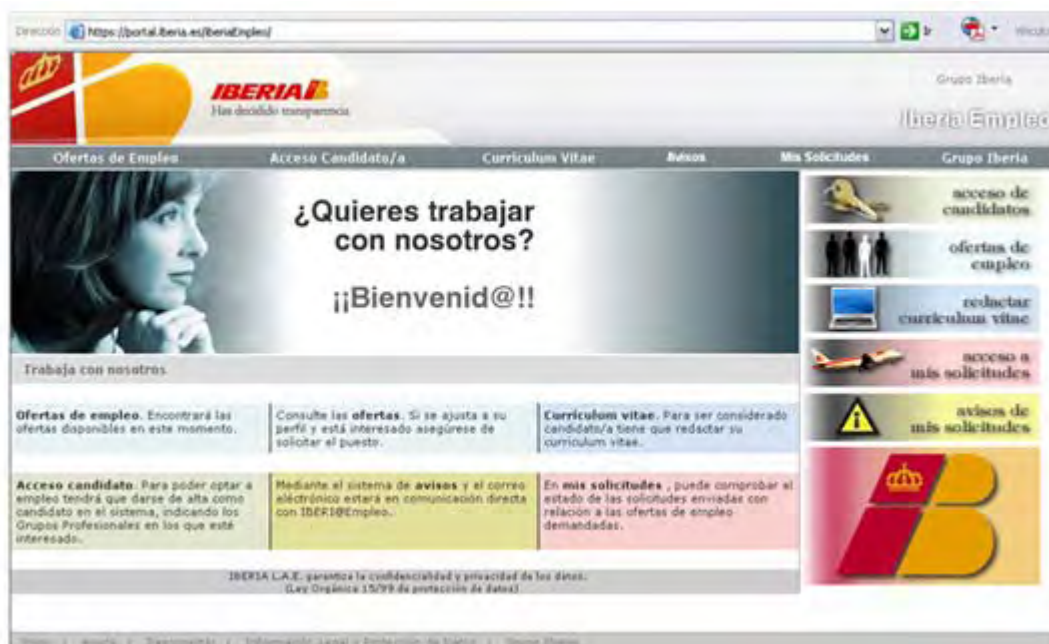 Dirección https://portal.iberia.es/IberiaEmpleo/ Ir
IBERIA
Grupo Iberia
Iberia Empleo
Ofertas de Empleo Acceso Candidato/a Curriculum Vitae Avisos Mis Solicitudes Grupo Iberia
¿Quieres trabajar
con nosotros?
¡¡Bienvenid@!!
acceso de
candidatos
ofertas de
empleo
redactar
curriculum vitae
acceso a
mis solicitudes
avisos de
mis solicitudes
Trabaja con nosotros
Ofertas de empleo. Encontrará las
ofertas disponibles en este momento.
Consulte las ofertas. Si se ajusta a su
perfil y está interesado asegúrese de
solicitar el puesto.
Curriculum vitae. Para ser considerado
candidato/a tiene que redactar su
curriculum vitae.
Acceso candidato. Para poder optar a
empleo tendrá que darse de alta como
candidato en el sistema, indicando los
Grupos Profesionales en los que esté
interesado.
Mediante el sistema de avisos y el correo
eléctrónico estará en comunicación directa
con IBERI@Empleo.
En mis solicitudes , puede comprobar el
estado de las solicitudes enviadas con
relación a las ofertas de empleo
demandadas.
IBERIA L.A.E. garantiza la confidencialidad y privacidad de los datos.
(Ley Orgánica 15/99 de protección de datos)